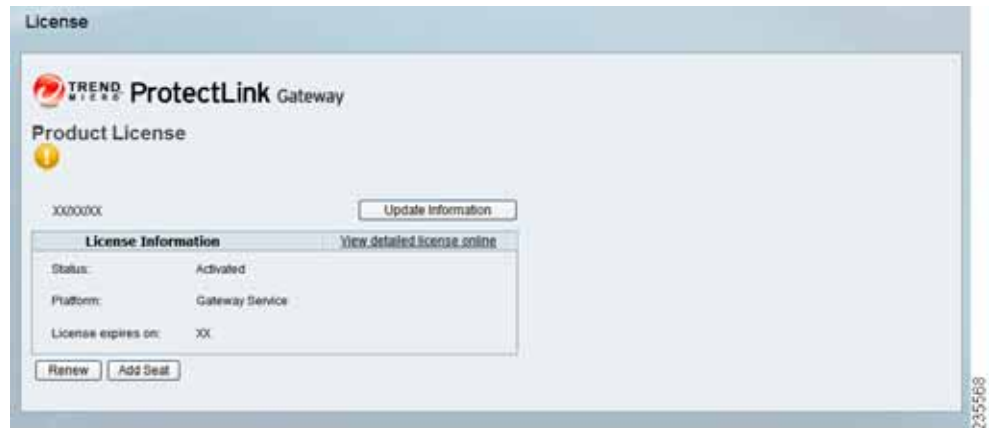 License
TREND MICRO ProtectLink Gateway
Product License
Update Information
License Information View detailed license online
Status: Activated
Platform: Gateway Service
License expires on: XX
Renew Add Seat
235568